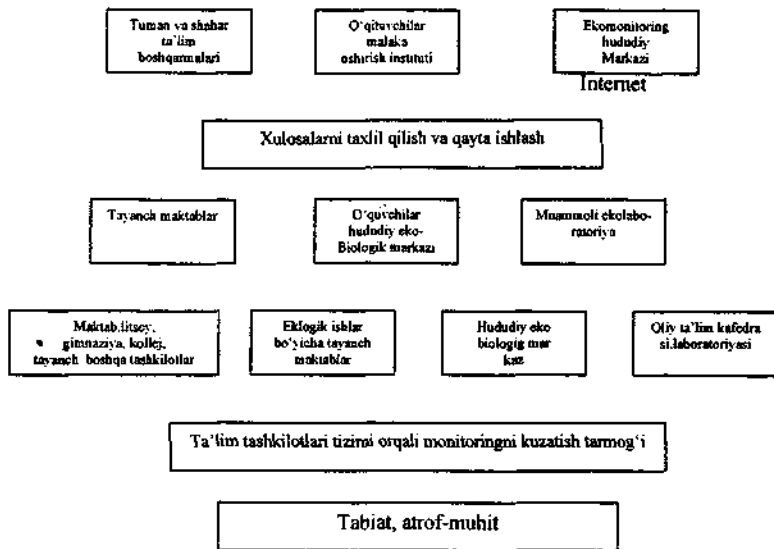 Tuman va shahar
ta'lim
boshqarmalari
O'qituvchilar
malaka
oshirish instituti
Ekomonitoring
hududiy
Markazi
Internet
Xulosalarni taxlil qilish va qayta ishlash
Tayanch maktablar
O'quvchilar
hududiy eko-
Biologik markazi
Muammoli ekolabo-
ratoriya
Maktab,litsey,
gimnaziya, kollej,
tayanch boshqa tashkilotlar
Eklogik ishlar
bo'yicha tayanch
maktablar
Hududiy eko
biologig mar
kaz
Oliy ta'lim kafedra
si.laboratoriyasi
Ta'lim tashkilotlari tizimi orqali monitoringni kuzatish tarmog'i
Tabiat, atrof-muhit